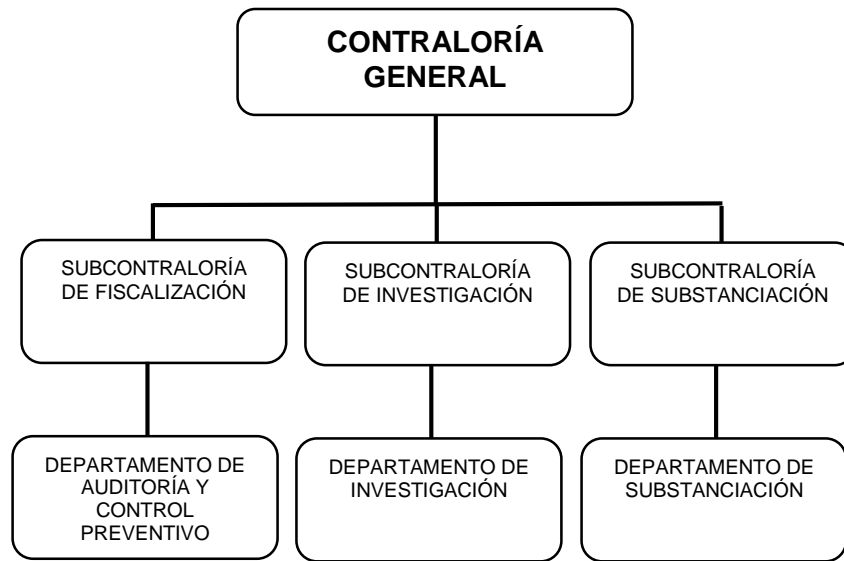 CONTRALORÍA
GENERAL
SUBCONTRALORÍA
DE FISCALIZACIÓN
SUBCONTRALORÍA
DE INVESTIGACIÓN
SUBCONTRALORÍA
DE SUBSTANCIACIÓN
DEPARTAMENTO DE
AUDITORÍA Y
CONTROL
PREVENTIVO
DEPARTAMENTO DE
INVESTIGACIÓN
DEPARTAMENTO DE
SUBSTANCIACIÓN